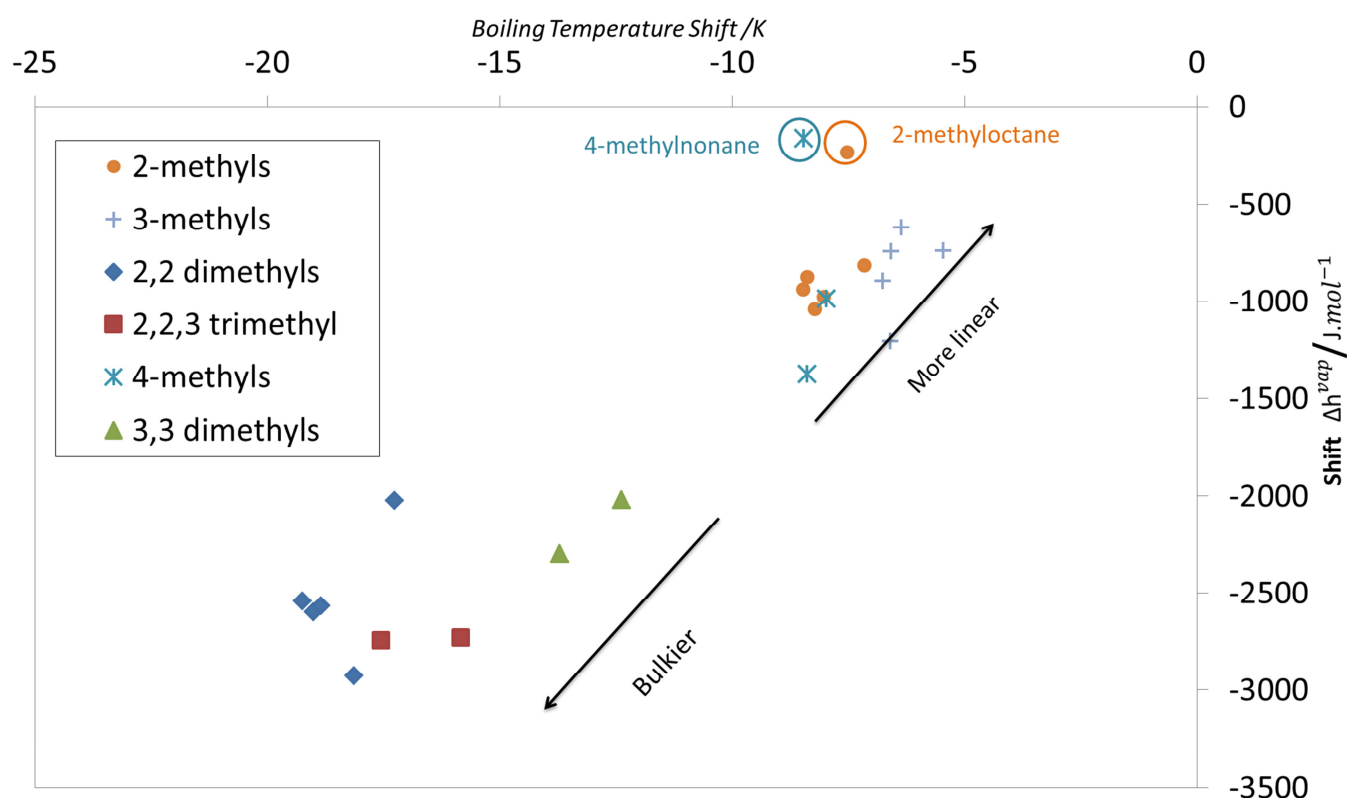 Boiling Temperature Shift /K
-25 -20 -15 -10 -5 0
0
4-methylnonane
2-methyloctane
2-methyls
3-methyls
2,2 dimethyls
2,2,3 trimethyl
4-methyls
3,3 dimethyls
-500
-1000
-1500
-2000
-2500
-3000
-3500
More linear
Bulkier
Shift Δh^vap / J.mol^−1